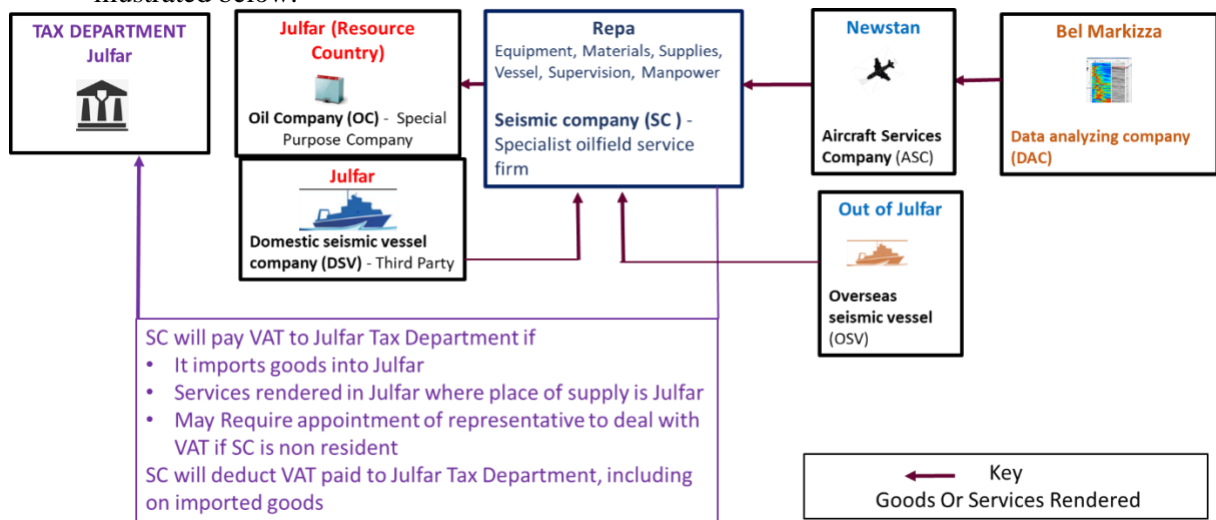 illustrated below.
TAX DEPARTMENT
Julfar
Julfar (Resource
Country)
Oil Company (OC) - Special
Purpose Company
Julfar
Domestic seismic vessel
company (DSV) - Third Party
Repa
Equipment, Materials, Supplies,
Vessel, Supervision, Manpower
Seismic company (SC ) -
Specialist oilfield service
firm
Newstan
Aircraft Services
Company (ASC)
Bel Markizza
Data analyzing company
(DAC)
Out of Julfar
Overseas
seismic vessel
(OSV)
SC will pay VAT to Julfar Tax Department if
• It imports goods into Julfar
• Services rendered in Julfar where place of supply is Julfar
• May Require appointment of representative to deal with
VAT if SC is non resident
SC will deduct VAT paid to Julfar Tax Department, including
on imported goods
Key
Goods Or Services Rendered